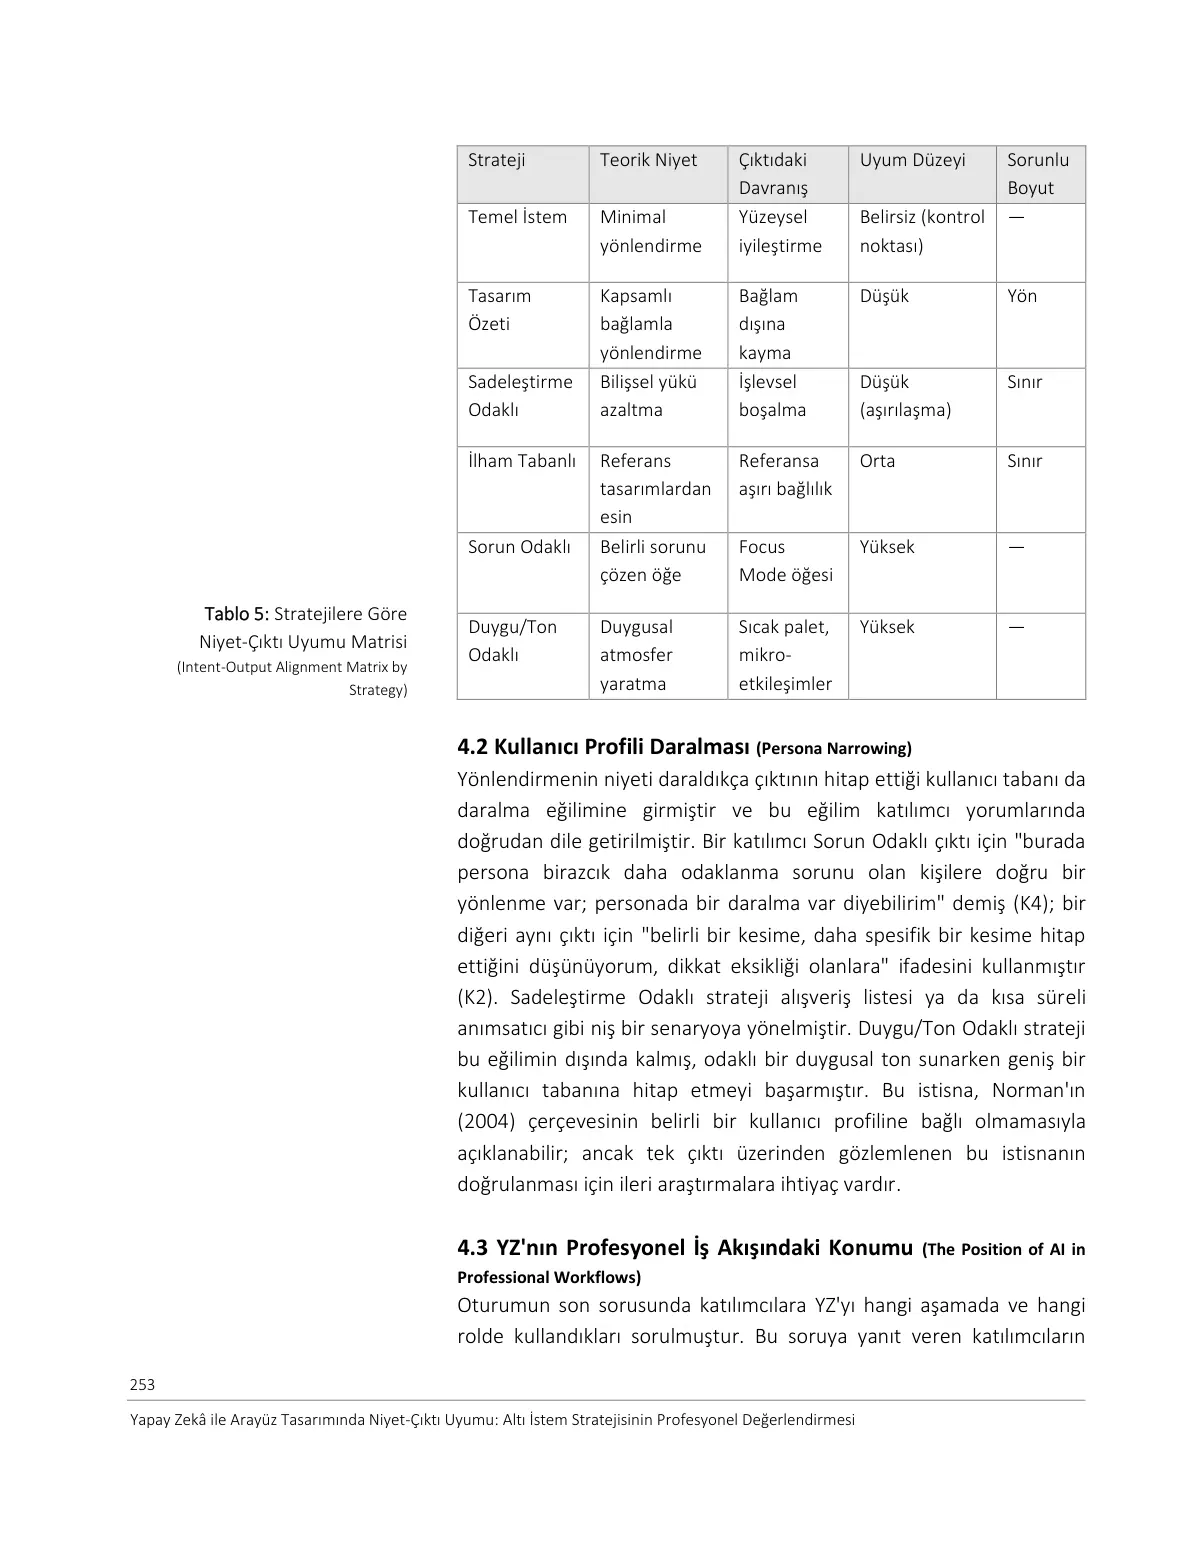 Strateji Teorik Niyet Çıktıdaki Davranış Uyum Düzeyi Sorunlu Boyut
Temel İstem Minimal yönlendirme Yüzeysel iyileştirme Belirsiz (kontrol noktası) —
Tasarım Özeti Kapsamlı bağlamla yönlendirme Bağlam dışına kayma Düşük Yön
Sadeleştirme Odaklı Bilişsel yükü azaltma İşlevsel boşalma Düşük (aşırılaşma) Sınır
İlham Tabanlı Referans tasarımlardan esin Referansa aşırı bağlılık Orta Sınır
Sorun Odaklı Belirli sorunu çözen öğe Focus Mode öğesi Yüksek —
Duygu/Ton Odaklı Duygusal atmosfer yaratma Sıcak palet, mikro-etkileşimler Yüksek —
Tablo 5: Stratejilere Göre
Niyet-Çıktı Uyumu Matrisi
(Intent-Output Alignment Matrix by
Strategy)
4.2 Kullanıcı Profili Daralması (Persona Narrowing)
Yönlendirmenin niyeti daraldıkça çıktının hitap ettiği kullanıcı tabanı da
daralma eğilimine girmiştir ve bu eğilim katılımcı yorumlarında
doğrudan dile getirilmiştir. Bir katılımcı Sorun Odaklı çıktı için "burada
persona birazcık daha odaklanma sorunu olan kişilere doğru bir
yönlenme var; personada bir daralma var diyebilirim" demiş (K4); bir
diğeri aynı çıktı için "belirli bir kesime, daha spesifik bir kesime hitap
ettiğini düşünüyorum, dikkat eksikliği olanlara" ifadesini kullanmıştır
(K2). Sadeleştirme Odaklı strateji alışveriş listesi ya da kısa süreli
anımsatıcı gibi niş bir senaryoya yönelmiştir. Duygu/Ton Odaklı strateji
bu eğilimin dışında kalmış, odaklı bir duygusal ton sunarken geniş bir
kullanıcı tabanına hitap etmeyi başarmıştır. Bu istisna, Norman'ın
(2004) çerçevesinin belirli bir kullanıcı profiline bağlı olmamasıyla
açıklanabilir; ancak tek çıktı üzerinden gözlemlenen bu istisnanın
doğrulanması için ileri araştırmalara ihtiyaç vardır.
4.3 YZ'nın Profesyonel İş Akışındaki Konumu (The Position of AI in
Professional Workflows)
Oturumun son sorusunda katılımcılara YZ'yı hangi aşamada ve hangi
rolde kullandıkları sorulmuştur. Bu soruya yanıt veren katılımcıların
253
Yapay Zekâ ile Arayüz Tasarımında Niyet-Çıktı Uyumu: Altı İstem Stratejisinin Profesyonel Değerlendirmesi